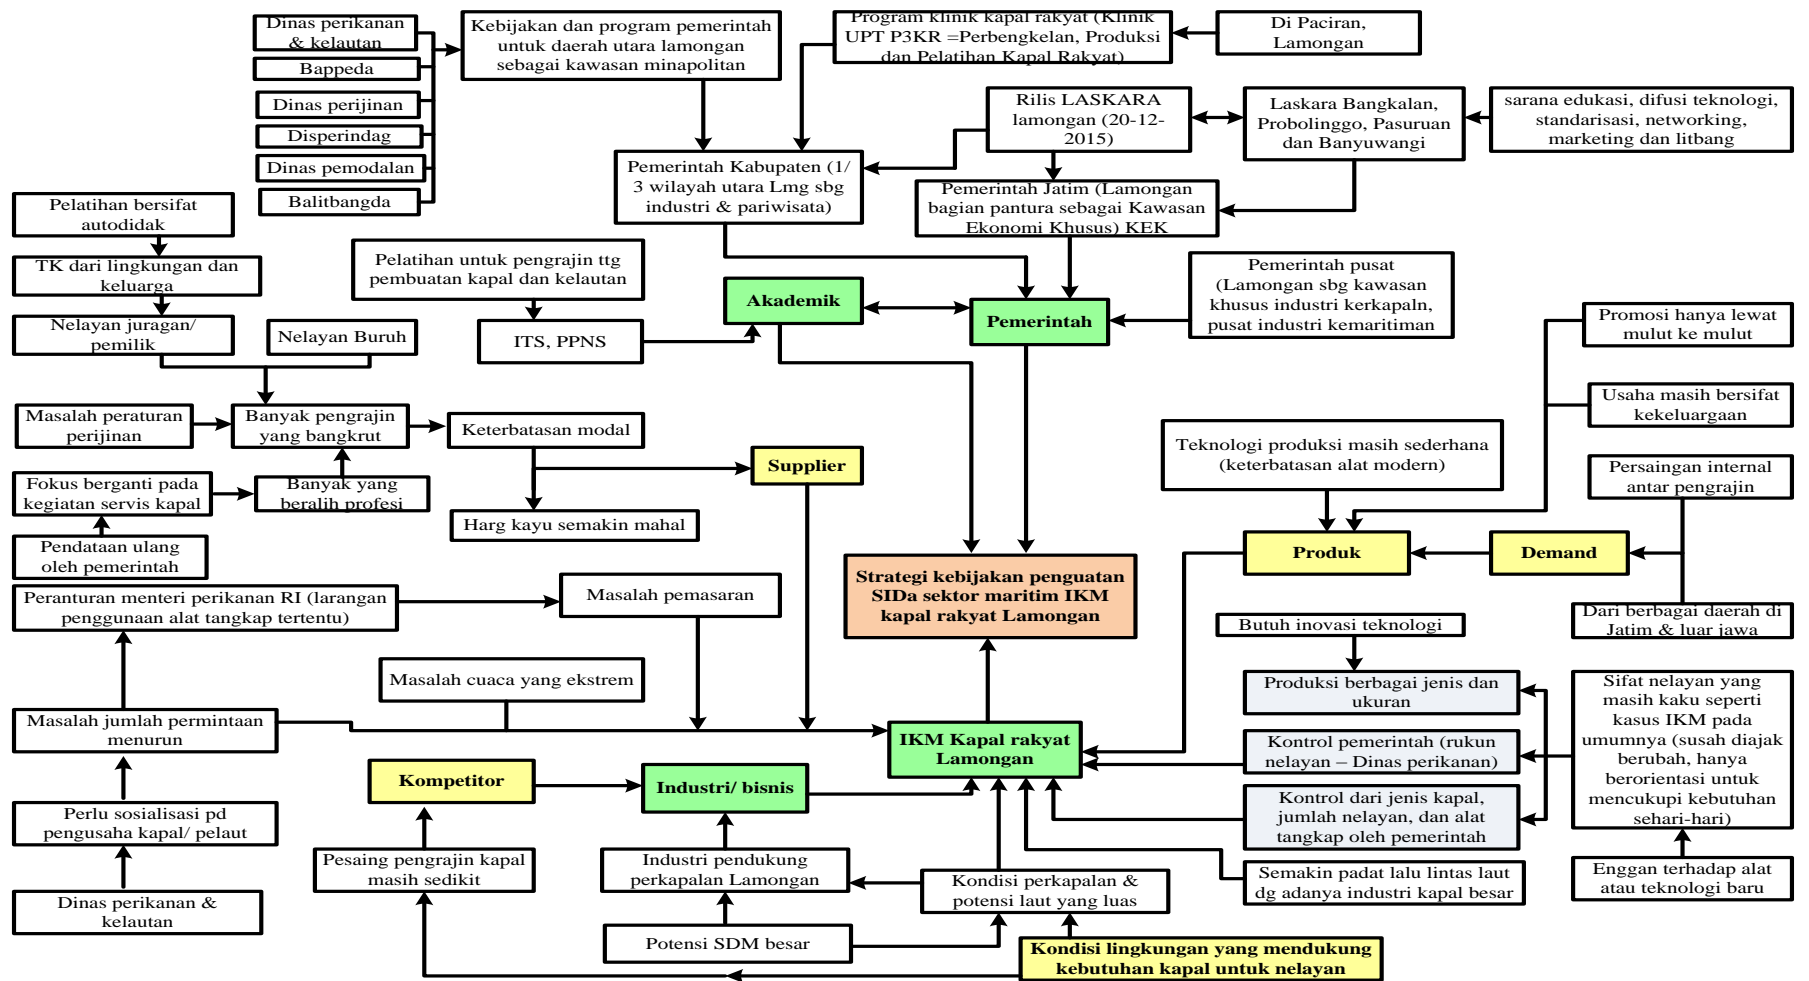 Dinas perikanan
& kelautan
Bappeda
Dinas perijinan
Disperindag
Dinas pemodalan
Balitbangda
Kebijakan dan program pemerintah
untuk daerah utara lamongan
sebagai kawasan minapolitan
Program klinik kapal rakyat (Klinik
UPT P3KR =Perbengkelan, Produksi
dan Pelatihan Kapal Rakyat)
Di Paciran,
Lamongan
Rilis LASKARA
lamongan (20-12-
2015)
Laskara Bangkalan,
Probolinggo, Pasuruan
dan Banyuwangi
sarana edukasi, difusi teknologi,
standarisasi, networking,
marketing dan litbang
Pemerintah Kabupaten (1/
3 wilayah utara Lmg sbg
industri & pariwisata)
Pemerintah Jatim (Lamongan
bagian pantura sebagai Kawasan
Ekonomi Khusus) KEK
Pelatihan bersifat
autodidak
TK dari lingkungan dan
keluarga
Nelayan juragan/
pemilik
Nelayan Buruh
Pelatihan untuk pengrajin ttg
pembuatan kapal dan kelautan
ITS, PPNS
Akademik
Pemerintah
Pemerintah pusat
(Lamongan sbg kawasan
khusus industri kerkapaln,
pusat industri kemaritiman
Promosi hanya lewat
mulut ke mulut
Usaha masih bersifat
kekeluargaan
Masalah peraturan
perijinan
Banyak pengrajin
yang bangkrut
Keterbatasan modal
Supplier
Teknologi produksi masih sederhana
(keterbatasan alat modern)
Persaingan internal
antar pengrajin
Fokus berganti pada
kegiatan servis kapal
Banyak yang
beralih profesi
Harg kayu semakin mahal
Pendataan ulang
oleh pemerintah
Produk
Demand
Peranturan menteri perikanan RI (larangan
penggunaan alat tangkap tertentu)
Masalah pemasaran
Strategi kebijakan penguatan
SIDa sektor maritim IKM
kapal rakyat Lamongan
Butuh inovasi teknologi
Dari berbagai daerah di
Jatim & luar jawa
Masalah cuaca yang ekstrem
Produksi berbagai jenis dan
ukuran
Sifat nelayan yang
masih kaku seperti
kasus IKM pada
umumnya (susah diajak
berubah, hanya
berorientasi untuk
mencukupi kebutuhan
sehari-hari)
Masalah jumlah permintaan
menurun
IKM Kapal rakyat
Lamongan
Kontrol pemerintah (rukun
nelayan – Dinas perikanan)
Kompetitor
Industri/ bisnis
Kontrol dari jenis kapal,
jumlah nelayan, dan alat
tangkap oleh pemerintah
Perlu sosialisasi pd
pengusaha kapal/ pelaut
Pesaing pengrajin kapal
masih sedikit
Industri pendukung
perkapalan Lamongan
Kondisi perkapalan &
potensi laut yang luas
Semakin padat lalu lintas laut
dg adanya industri kapal besar
Enggan terhadap alat
atau teknologi baru
Dinas perikanan &
kelautan
Potensi SDM besar
Kondisi lingkungan yang mendukung
kebutuhan kapal untuk nelayan